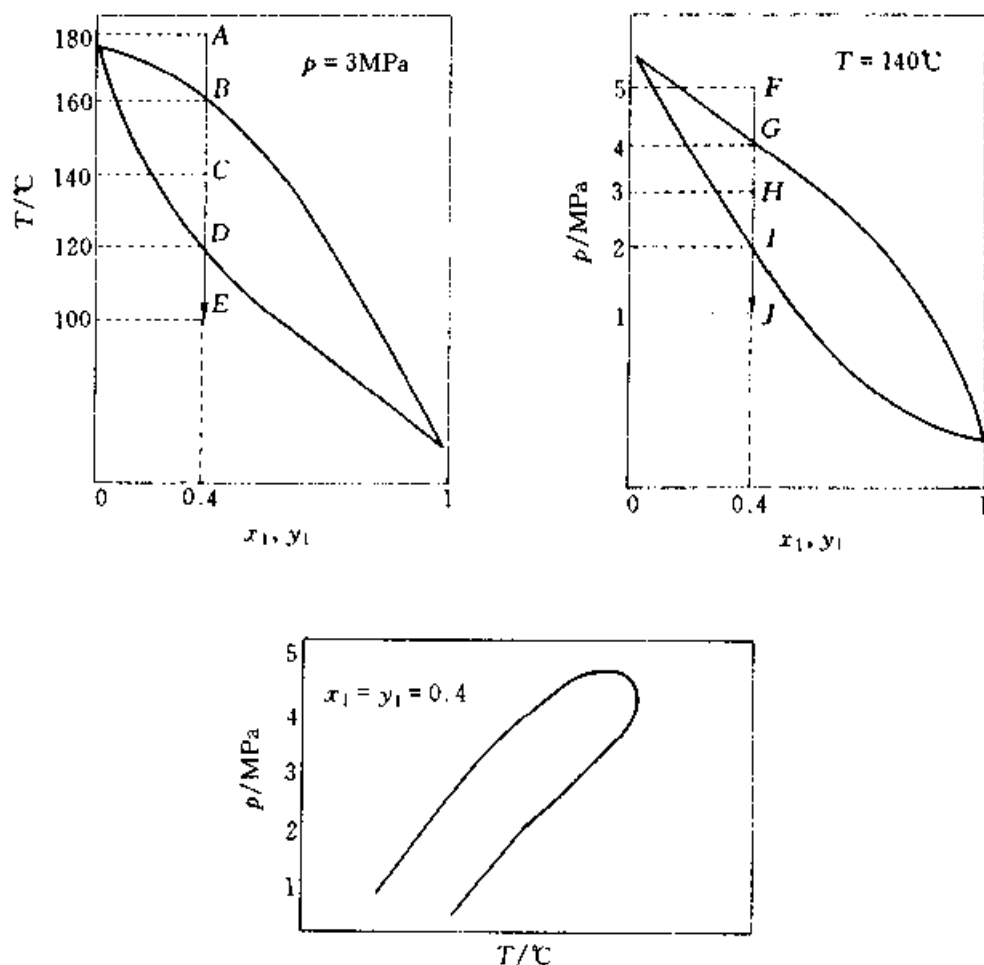 180
A
p = 3MPa
B
160
C
140
T/℃
D
120
E
100
0
0.4
1
x₁, y₁
T = 140℃
5
F
G
4
H
3
p/MPa
I
2
J
1
0
0.4
1
x₁, y₁
5
x₁ = y₁ = 0.4
4
3
p/MPa
2
1
T/℃